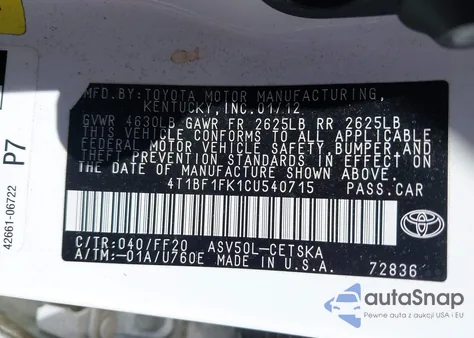 MFD.BY: TOYOTA MOTOR MANUFACTURING,
KENTUCKY, INC. 01/12
GVWR 4630LB GAWR FR 2625LB RR 2625LB
THIS VEHICLE CONFORMS TO ALL APPLICABLE
FEDERAL MOTOR VEHICLE SAFETY, BUMPER, AND
THEFT PREVENTION STANDARDS IN EFFECT ON
THE DATE OF MANUFACTURE SHOWN ABOVE.
4T1BF1FK1CU540715 PASS.CAR
C/TR:040/FF20 ASV50L-CETSKA
A/TM:-01A/U760E MADE IN U.S.A.
72836
TOYOTA
P7
42661-06722
autoSnap
Pewne auta z aukcji USA i EU